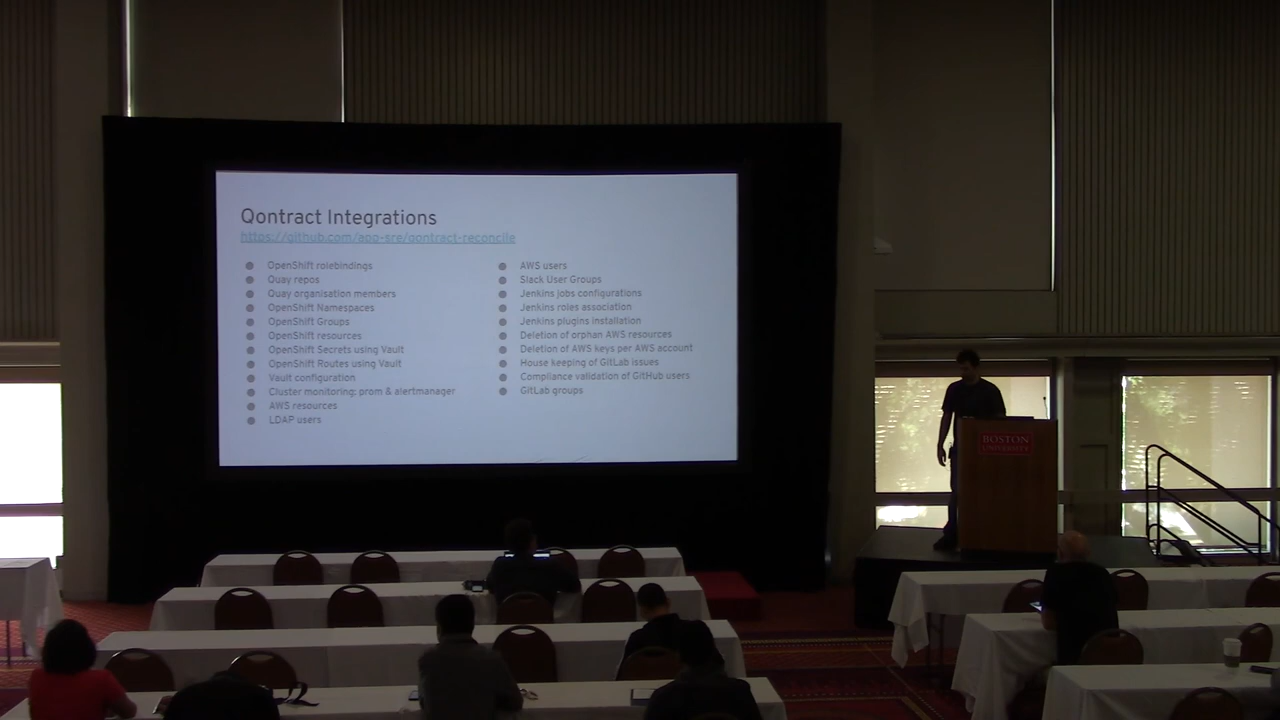 Qontract Integrations
https://github.com/app-sre/qontract-reconcile
OpenShift rolebindings
Quay repos
Quay organisation members
OpenShift Namespaces
OpenShift Groups
OpenShift resources
OpenShift Secrets using Vault
OpenShift Routes using Vault
Vault configuration
Cluster monitoring: prom & alertmanager
AWS resources
LDAP users
AWS users
Slack User Groups
Jenkins jobs configurations
Jenkins roles association
Jenkins plugins installation
Deletion of orphan AWS resources
Deletion of AWS keys per AWS account
House keeping of GitLab issues
Compliance validation of GitHub users
GitLab groups
BOSTON
UNIVERSITY